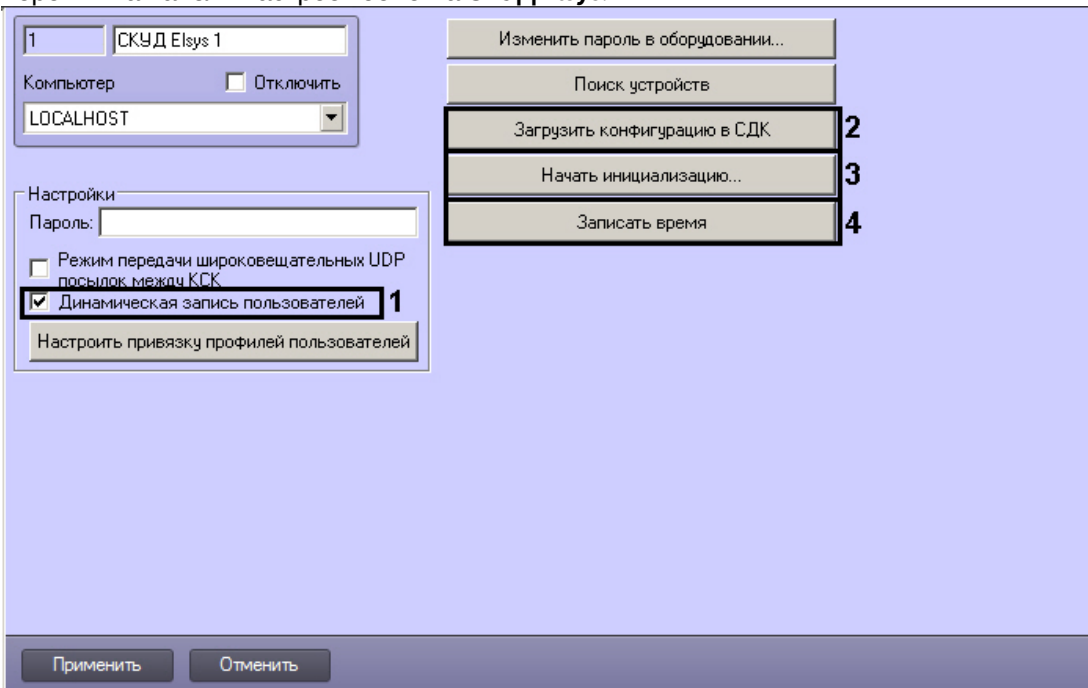 1
СКУД Elsys 1
Компьютер
Отключить
LOCALHOST
Настройки
Пароль:
Режим передачи широковещательных UDP
посылок между КСК
Динамическая запись пользователей
1
Настроить привязку профилей пользователей
Изменить пароль в оборудовании...
Поиск устройств
Загрузить конфигурацию в СДК
2
Начать инициализацию...
3
Записать время
4
Применить
Отменить